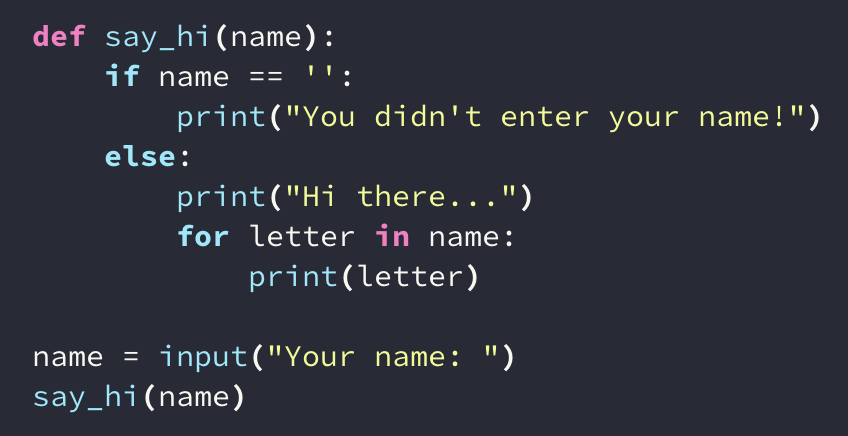 def say_hi(name):
    if name == '':
        print("You didn't enter your name!")
    else:
        print("Hi there...")
        for letter in name:
            print(letter)

name = input("Your name: ")
say_hi(name)